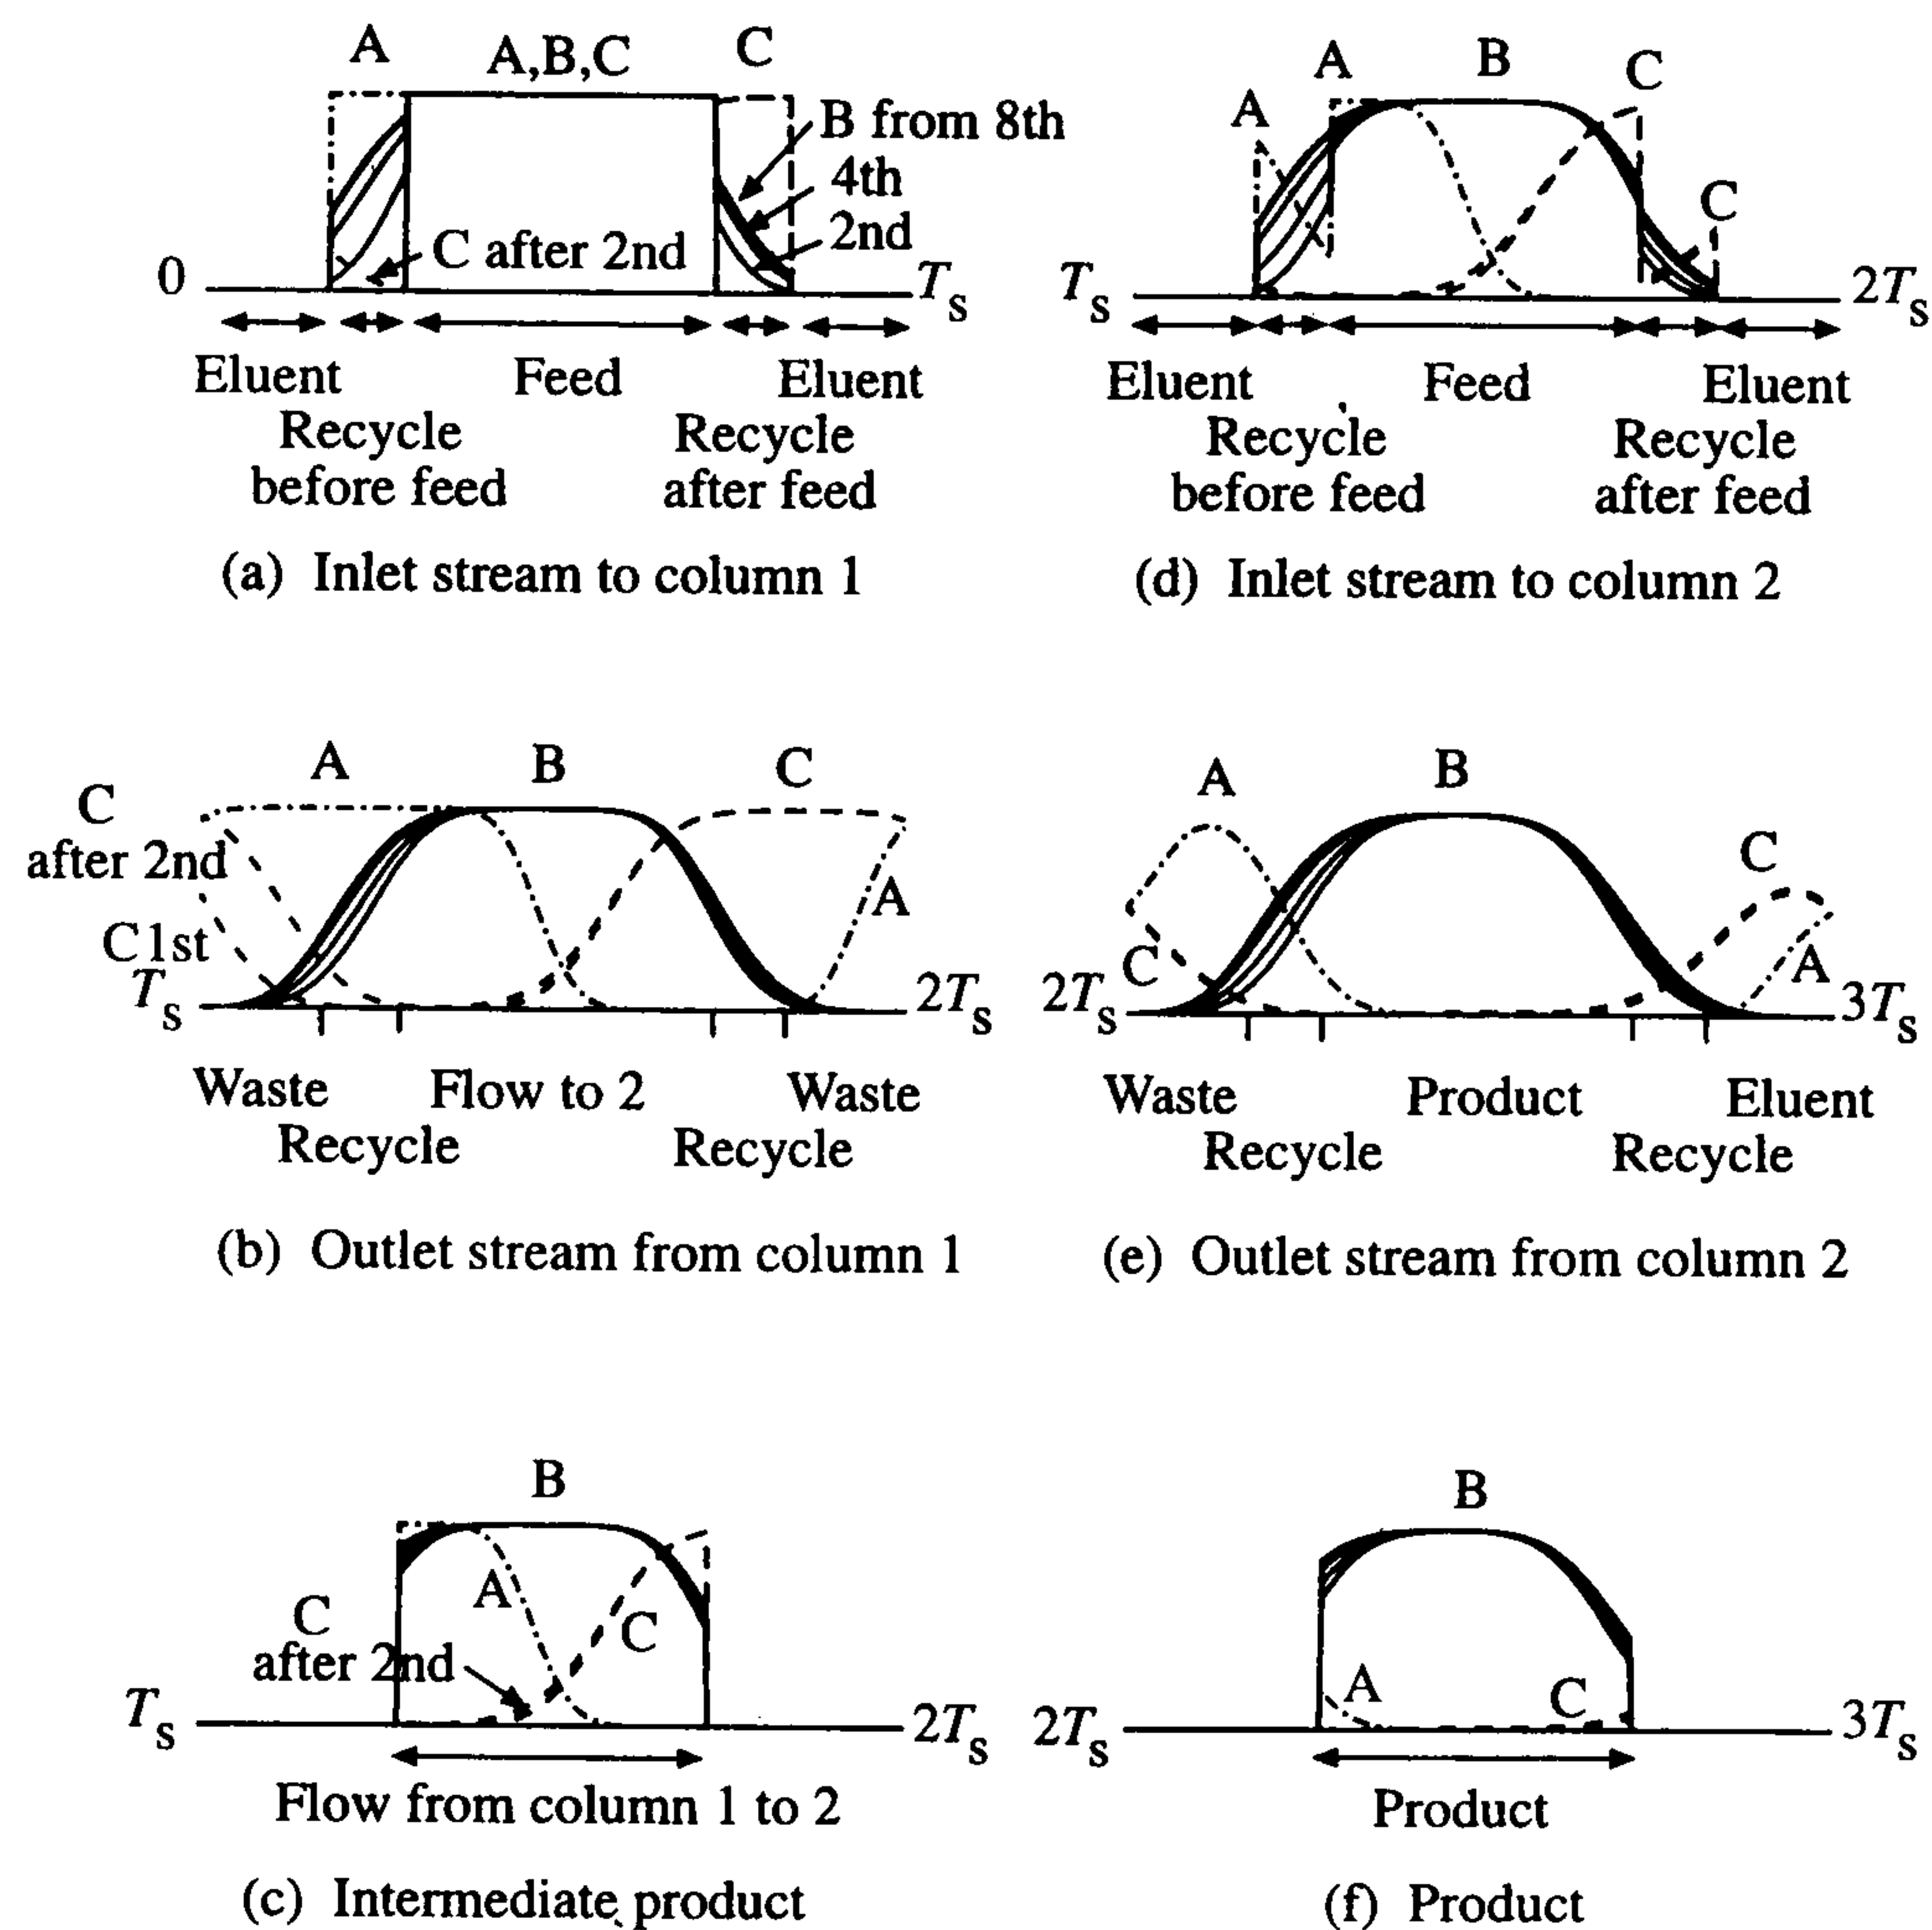 A
A,B,C
C
B from 8th
4th
2nd
C after 2nd
0
Ts
Eluent
Feed
Eluent
Recycle
before feed
Recycle
after feed
(a) Inlet stream to column 1
A
A
B
C
C
Ts
2Ts
Eluent
Feed
Eluent
Recycle
before feed
Recycle
after feed
(d) Inlet stream to column 2
A
B
C
C
after 2nd
C 1st
A
Ts
2Ts
Waste
Flow to 2
Waste
Recycle
Recycle
(b) Outlet stream from column 1
A
B
C
C
A
2Ts
3Ts
Waste
Product
Eluent
Recycle
Recycle
(e) Outlet stream from column 2
B
A
C
C
after 2nd
Ts
2Ts
Flow from column 1 to 2
(c) Intermediate product
B
A
C
2Ts
3Ts
Product
(f) Product